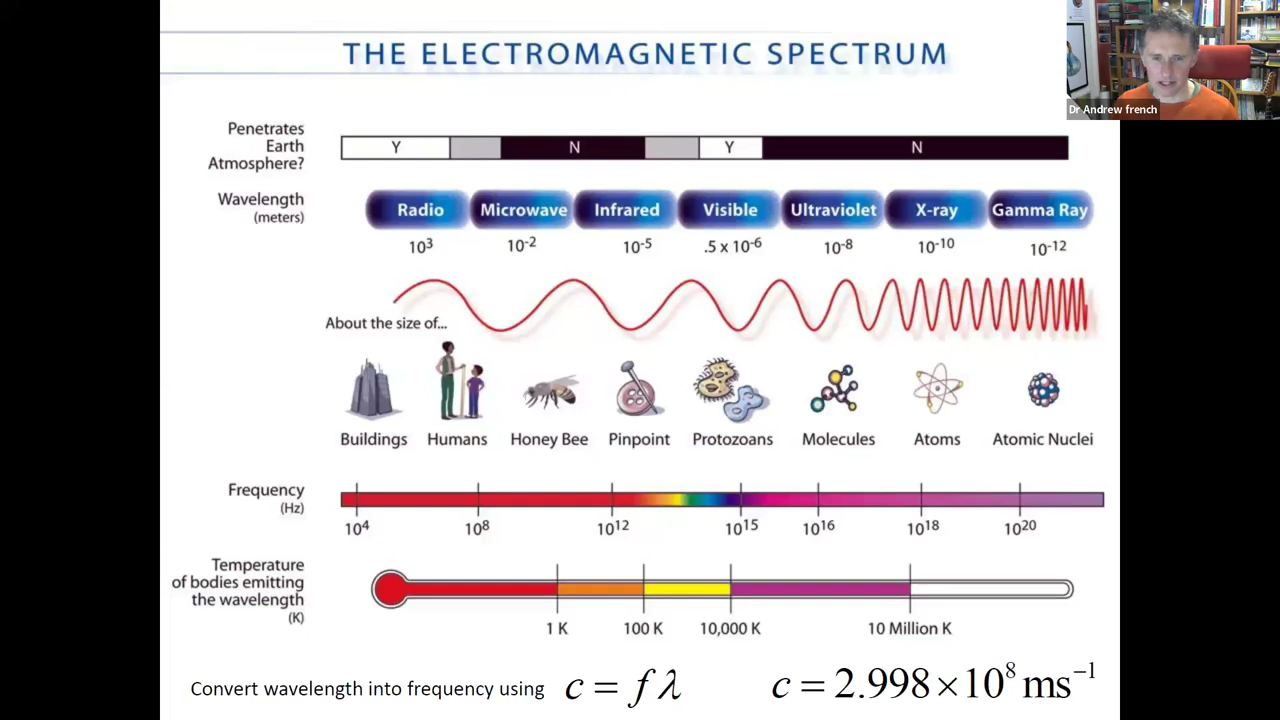 THE ELECTROMAGNETIC SPECTRUM
Dr Andrew french
Penetrates
Earth
Atmosphere?
Y N Y N
Wavelength
(meters)
Radio Microwave Infrared Visible Ultraviolet X-ray Gamma Ray
10³ 10⁻² 10⁻⁵ .5 x 10⁻⁶ 10⁻⁸ 10⁻¹⁰ 10⁻¹²
About the size of...
Buildings Humans Honey Bee Pinpoint Protozoans Molecules Atoms Atomic Nuclei
Frequency
(Hz)
10⁴ 10⁸ 10¹² 10¹⁵ 10¹⁶ 10¹⁸ 10²⁰
Temperature
of bodies emitting
the wavelength
(K)
1 K 100 K 10,000 K 10 Million K
Convert wavelength into frequency using c = fλ c = 2.998×10⁸ ms⁻¹